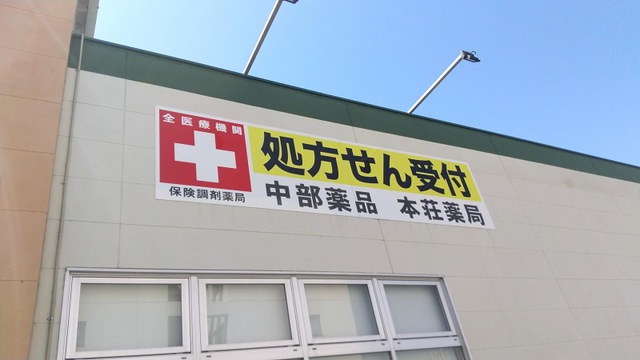 全医療機関
保険調剤薬局
処方せん受付
中部薬品 本荘薬局